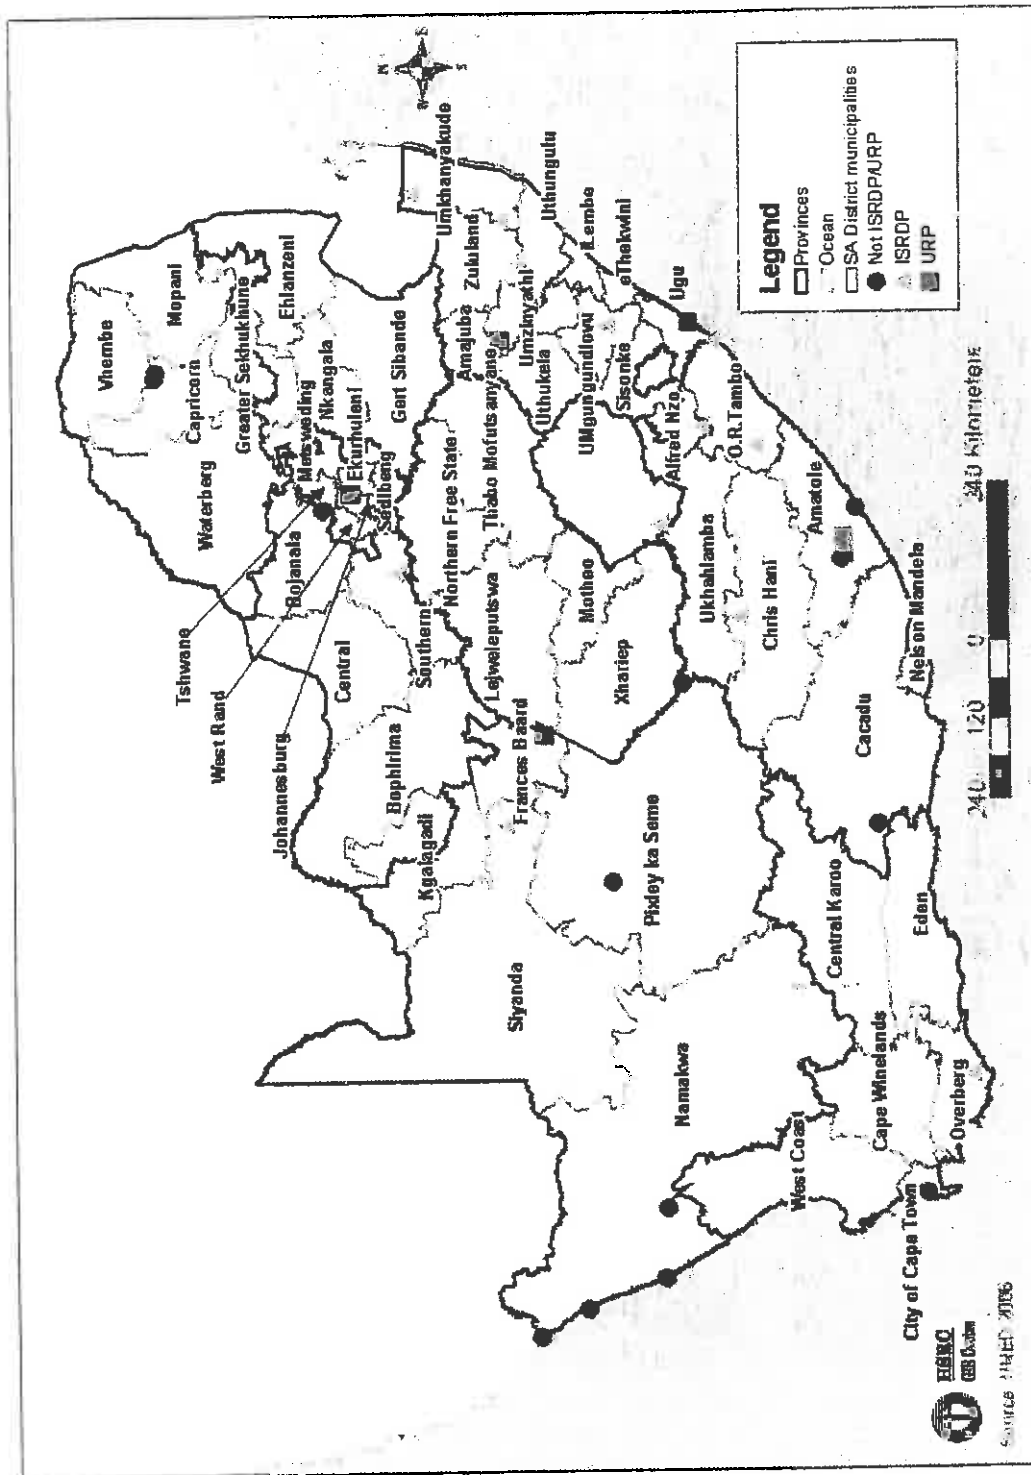 Vhembe
Mopani
Capricorn
Waterberg
Greater Sekhukhune
Ehlanzeni
Metsweding
Nkangala
Bojanala
Ekurhuleni
Tshwane
West Rand
Johannesburg
Sedibeng
Gert Sibande
Central
Southern
Bophirima
Kgalagadi
Northern Free State
Thabo Mofutsanyane
Lejweleputswa
Motheo
Xhariep
Frances Baard
Siyanda
Pixley ka Seme
Namakwa
Amajuba
Zululand
Umkhanyakude
Umzinyathi
Uthukela
Uthungulu
iLembe
eThekwini
UMgungundlovu
Sisonke
Ugu
Alfred Nzo
O.R.Tambo
Ukhahlamba
Chris Hani
Amatole
Cacadu
Nelson Mandela
Central Karoo
Eden
Cape Winelands
Overberg
West Coast
City of Cape Town
N
S
Legend
Provinces
Ocean
SA District municipalities
Not ISRDP/URP
ISRDP
URP
240 120 0 240 Kilometers
HSRC